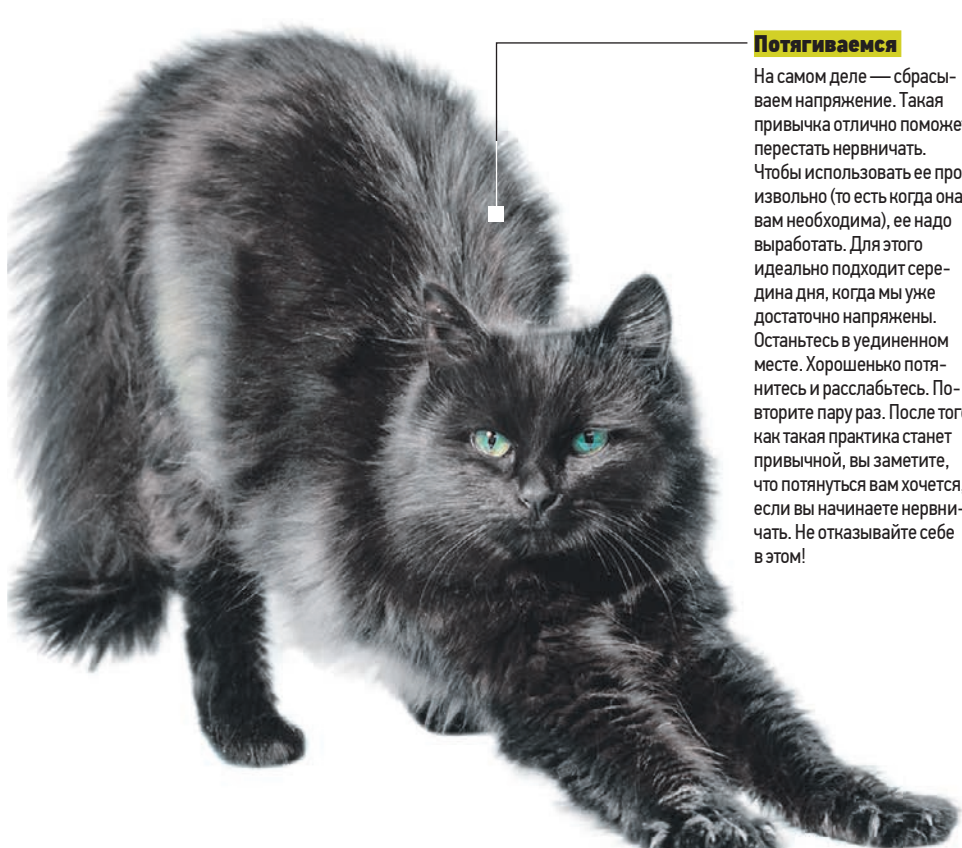 Потягиваемся
На самом деле — сбрасы-
ваем напряжение. Такая
привычка отлично поможет
перестать нервничать.
Чтобы использовать ее про
извольно (то есть когда она
вам необходима), ее надо
выработать. Для этого
идеально подходит сере-
дина дня, когда мы уже
достаточно напряжены.
Останьтесь в уединенном
месте. Хорошенько потя-
нитесь и расслабьтесь. По-
вторите пару раз. После того
как такая практика станет
привычной, вы заметите,
что потянуться вам хочется,
если вы начинаете нервни-
чать. Не отказывайте себе
в этом!